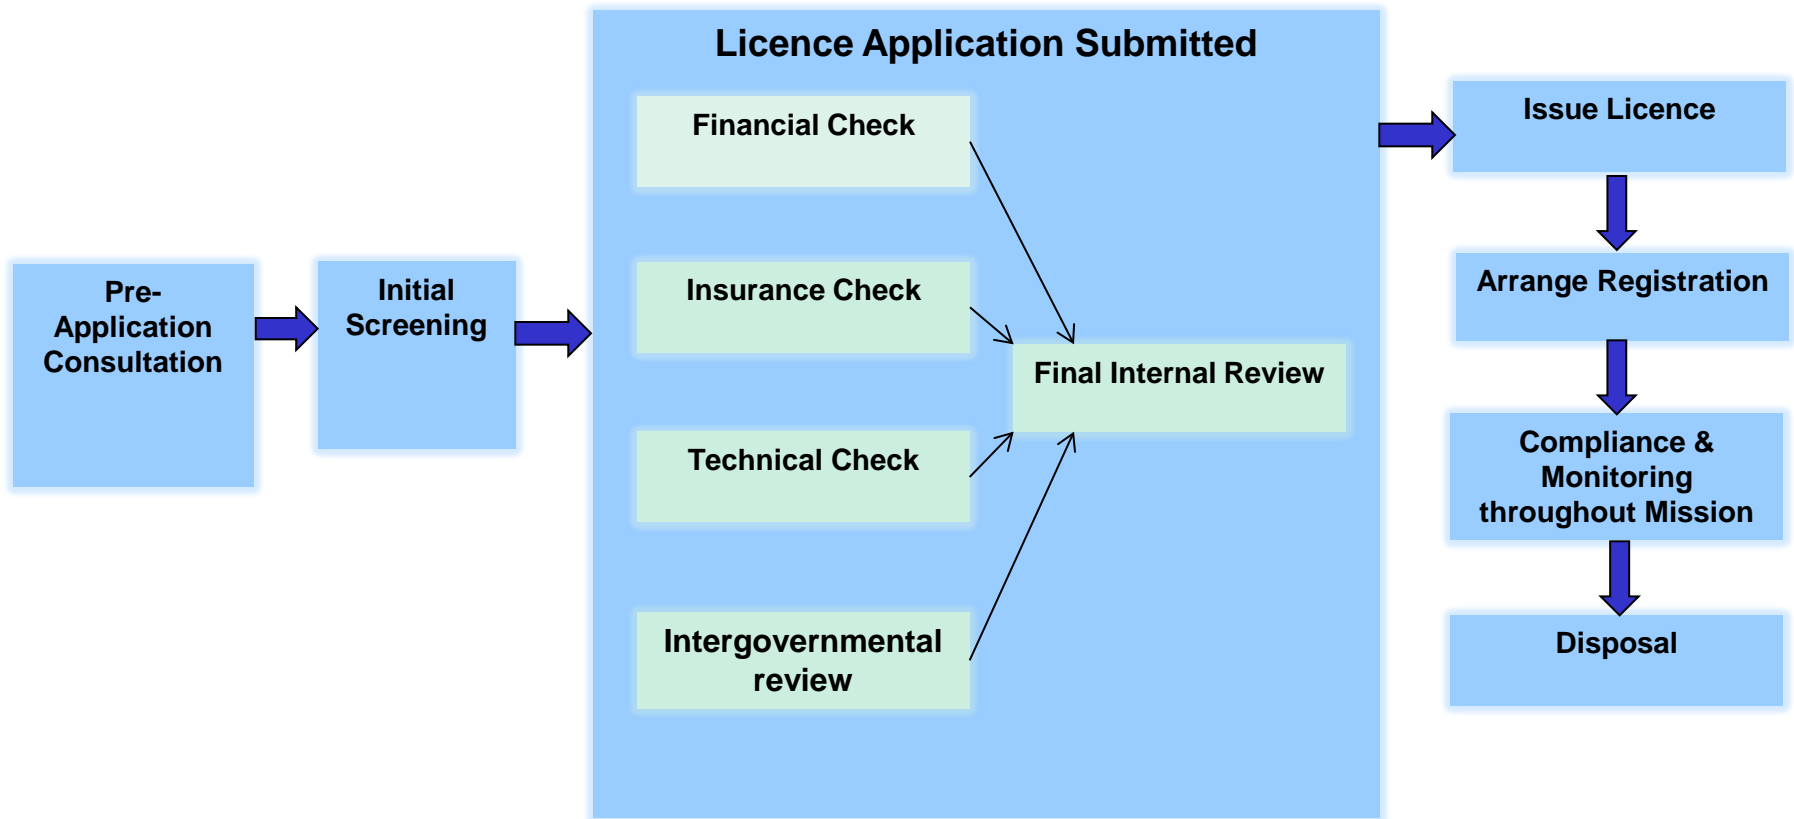 Licence Application Submitted
Pre-
Application
Consultation
Initial
Screening
Financial Check
Insurance Check
Technical Check
Intergovernmental
review
Final Internal Review
Issue Licence
Arrange Registration
Compliance &
Monitoring
throughout Mission
Disposal